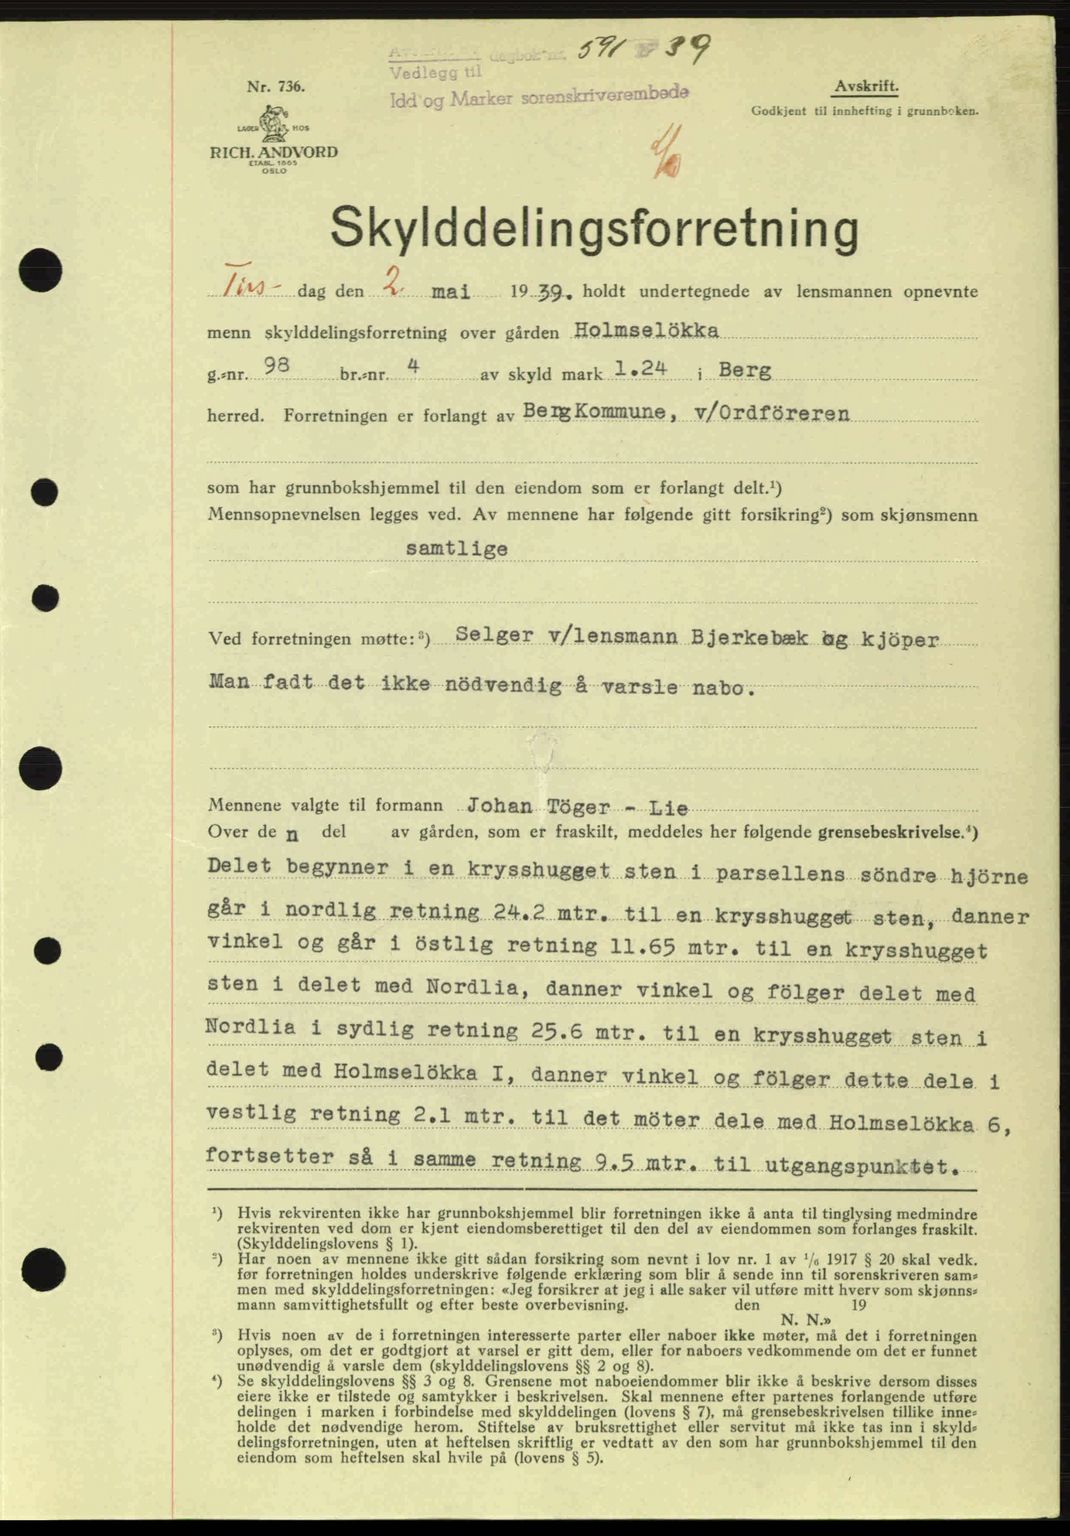 dagbok nr. 591 39
Vedlegg til
Idd og Marker sorenskriverembede
Nr. 736.
LAGER HOS
RICH. ANDVORD
ETABL. 1865
OSLO
Avskrift.
Godkjent til innhefting i grunnboken.
Skylddelingsforretning
Tirs- dag den 2. mai 1939. holdt undertegnede av lensmannen opnevnte
menn skylddelingsforretning over gården Holmselökka
g.=nr. 98 br.=nr. 4 av skyld mark 1.24 i Berg
herred. Forretningen er forlangt av Berg Kommune, v/Ordföreren
som har grunnbokshjemmel til den eiendom som er forlangt delt.¹)
Mennsopnevnelsen legges ved. Av mennene har følgende gitt forsikring²) som skjønsmenn
samtlige
Ved forretningen møtte:³) Selger v/lensmann Bjerkebæk og kjöper
Man fadt det ikke nödvendig å varsle nabo.
Mennene valgte til formann Johan Töger - Lie
Over de n del av gården, som er fraskilt, meddeles her følgende grensebeskrivelse.⁴)
Delet begynner i en krysshugget sten i parsellens söndre hjörne
går i nordlig retning 24.2 mtr. til en krysshugget sten, danner
vinkel og går i östlig retning 11.65 mtr. til en krysshugget
sten i delet med Nordlia, danner vinkel og fölger delet med
Nordlia i sydlig retning 25.6 mtr. til en krysshugget sten i
delet med Holmselökka I, danner vinkel og fölger dette dele i
vestlig retning 2.1 mtr. til det möter dele med Holmselökka 6,
fortsetter så i samme retning 9.5 mtr. til utgangspunktet.
¹) Hvis rekvirenten ikke har grunnbokshjemmel blir forretningen ikke å anta til tinglysing medmindre
rekvirenten ved dom er kjent eiendomsberettiget til den del av eiendommen som forlanges fraskilt.
(Skylddelingslovens § 1).
²) Har noen av mennene ikke gitt sådan forsikring som nevnt i lov nr. 1 av 1/6 1917 § 20 skal vedk.
før forretningen holdes underskrive følgende erklæring som blir å sende inn til sorenskriveren sam=
men med skylddelingsforretningen: «Jeg forsikrer at jeg i alle saker vil utføre mitt hverv som skjønns=
mann samvittighetsfullt og efter beste overbevisning. den 19
N. N.»
³) Hvis noen av de i forretningen interesserte parter eller naboer ikke møter, må det i forretningen
oplyses, om det er godtgjort at varsel er gitt dem, eller for naboers vedkommende om det er funnet
unødvendig å varsle dem (skylddelingslovens §§ 2 og 8).
⁴) Se skylddelingslovens §§ 3 og 8. Grensene mot naboeiendommer blir ikke å beskrive dersom disses
eiere ikke er tilstede og samtykker i beskrivelsen. Skal mennene efter partenes forlangende utføre
delingen i marken i forbindelse med skylddelingen (lovens § 7), må grensebeskrivelsen tillike inne=
holde det nødvendige herom. Stiftelse av bruksrettighet eller servitut må ikke tas inn i skyld=
delingsforretningen, uten at heftelsen skriftlig er vedtatt av den som har grunnbokshjemmel til den
eiendom som heftelsen skal hvile på (lovens § 5).